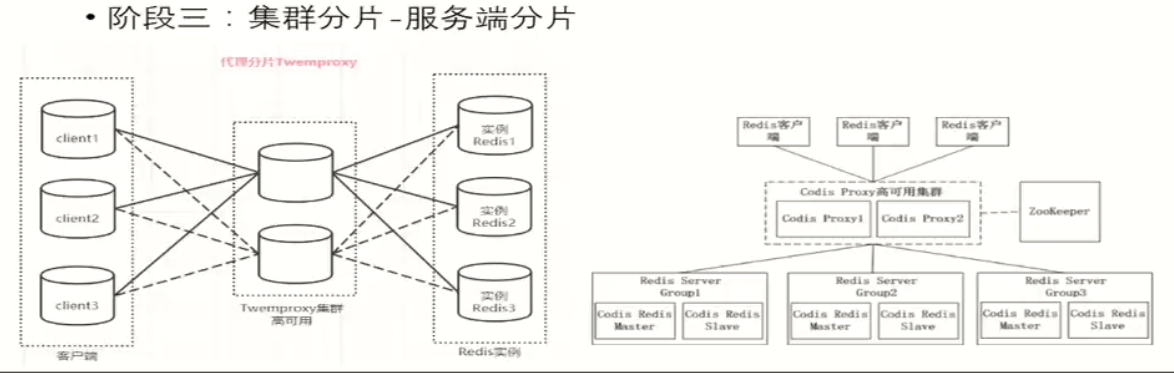 • 阶段三：集群分片-服务端分片
代理分片Twemproxy
client1
client2
client3
客户端
Twemproxy集群
高可用
实例
Redis1
实例
Redis2
实例
Redis3
Redis实例
Redis客户
端
Redis客户
端
Redis客户
端
Codis Proxy高可用集群
Codis Proxy1
Codis Proxy2
ZooKeeper
Redis Server
Group1
Codis Redis
Master
Codis Redis
Slave
Redis Server
Group2
Codis Redis
Master
Codis Redis
Slave
Redis Server
Group3
Codis Redis
Master
Codis Redis
Slave